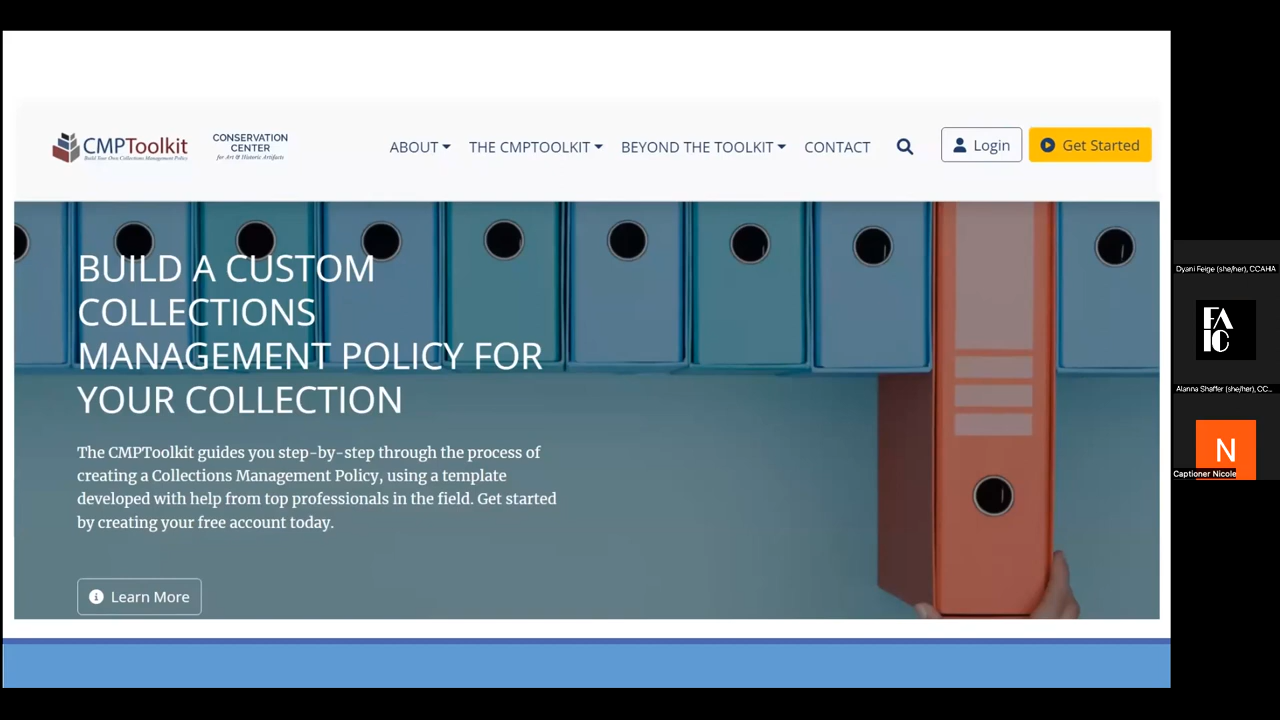 CMPToolkit
Build Your Own Collections Management Policy
CONSERVATION
CENTER
for Art & Historic Artifacts
ABOUT
THE CMPTOOLKIT
BEYOND THE TOOLKIT
CONTACT
Login
Get Started
BUILD A CUSTOM
COLLECTIONS
MANAGEMENT POLICY FOR
YOUR COLLECTION
The CMPToolkit guides you step-by-step through the process of
creating a Collections Management Policy, using a template
developed with help from top professionals in the field. Get started
by creating your free account today.
Learn More
Dyani Feige (she/her), CCAHA
FA
IC
Alanna Shaffer (she/her), CC...
N
Captioner Nicole